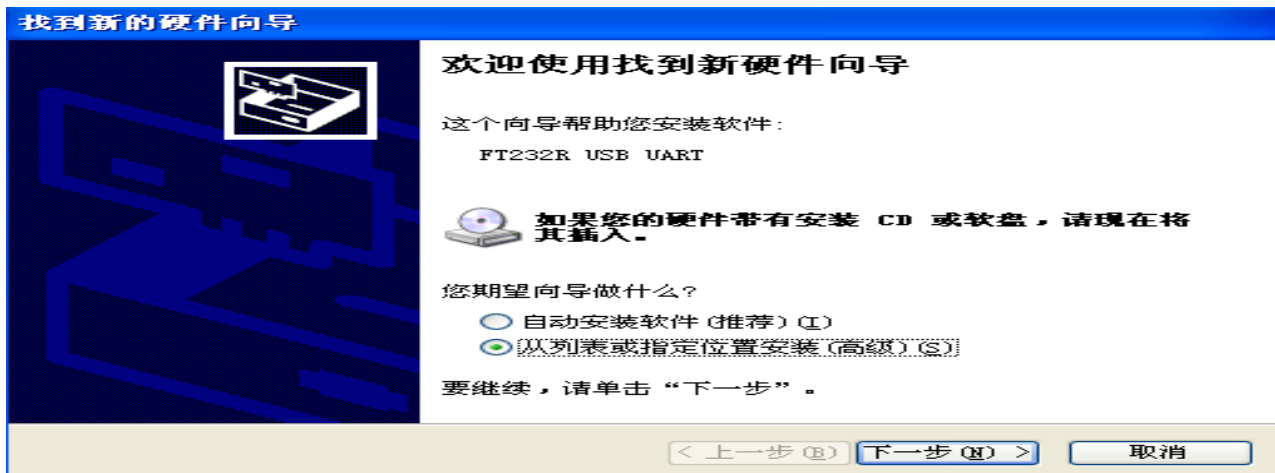 找到新的硬件向导
欢迎使用找到新硬件向导
这个向导帮助您安装软件:
FT232R USB UART
如果您的硬件带有安装 CD 或软盘，请现在将
其插入。
您期望向导做什么?
自动安装软件(推荐)(I)
从列表或指定位置安装(高级)(S)
要继续，请单击“下一步”。
< 上一步(B) 下一步(N) > 取消